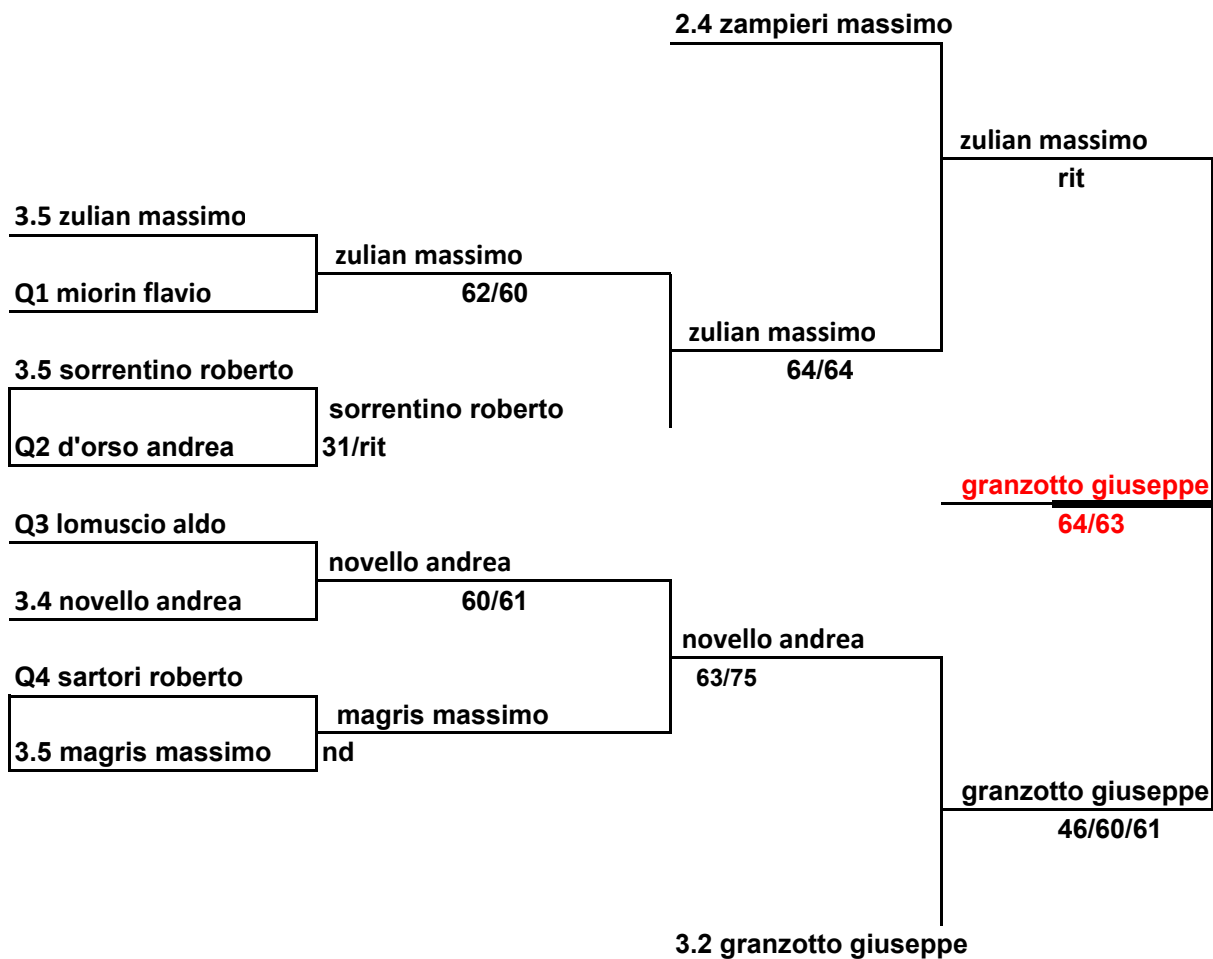 2.4 zampieri massimo
zulian massimo
rit
3.5 zulian massimo
zulian massimo
Q1 miorin flavio
62/60
zulian massimo
3.5 sorrentino roberto
64/64
sorrentino roberto
Q2 d'orso andrea
31/rit
granzotto giuseppe
Q3 lomuscio aldo
64/63
novello andrea
3.4 novello andrea
60/61
novello andrea
Q4 sartori roberto
63/75
magris massimo
3.5 magris massimo
nd
granzotto giuseppe
46/60/61
3.2 granzotto giuseppe